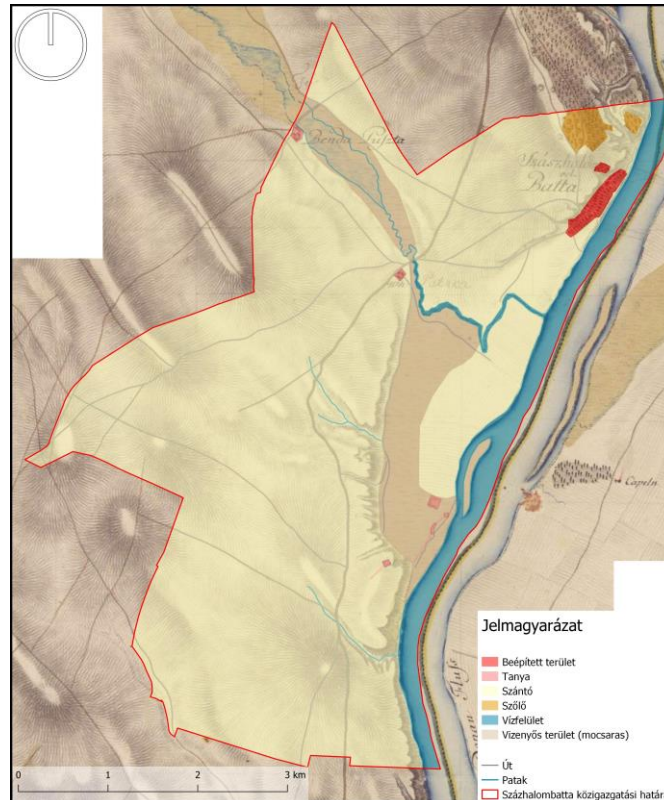 Benda Puszta
Batta
Capeln
Jelmagyarázat
Beépített terület
Tanya
Szántó
Szőlő
Vízfelület
Vizenyős terület (mocsaras)
Út
Patak
Százhalombatta közigazgatási határ
0 1 2 3 km